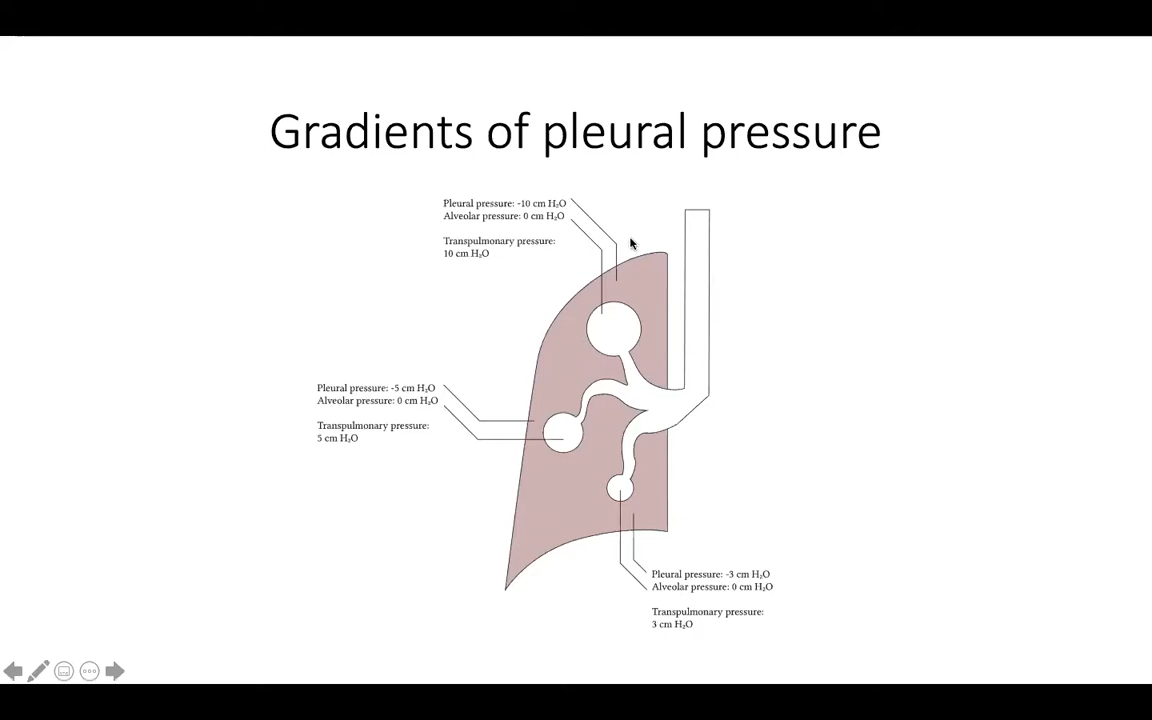 Gradients of pleural pressure
Pleural pressure: -10 cm H₂O
Alveolar pressure: 0 cm H₂O
Transpulmonary pressure:
10 cm H₂O
Pleural pressure: -5 cm H₂O
Alveolar pressure: 0 cm H₂O
Transpulmonary pressure:
5 cm H₂O
Pleural pressure: -3 cm H₂O
Alveolar pressure: 0 cm H₂O
Transpulmonary pressure:
3 cm H₂O